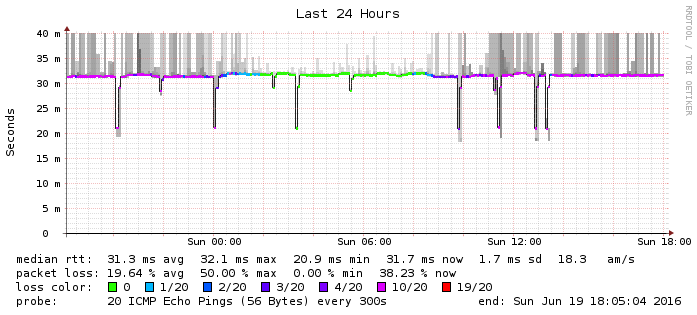 Last 24 Hours
RRDTOOL / TOBI OETIKER
Seconds
40 m
35 m
30 m
25 m
20 m
15 m
10 m
5 m
0
Sun 00:00 Sun 06:00 Sun 12:00 Sun 18:00
median rtt: 31.3 ms avg 32.1 ms max 20.9 ms min 31.7 ms now 1.7 ms sd 18.3 am/s
packet loss: 19.64 % avg 50.00 % max 0.00 % min 38.23 % now
loss color: 0 1/20 2/20 3/20 4/20 10/20 19/20
probe: 20 ICMP Echo Pings (56 Bytes) every 300s end: Sun Jun 19 18:05:04 2016